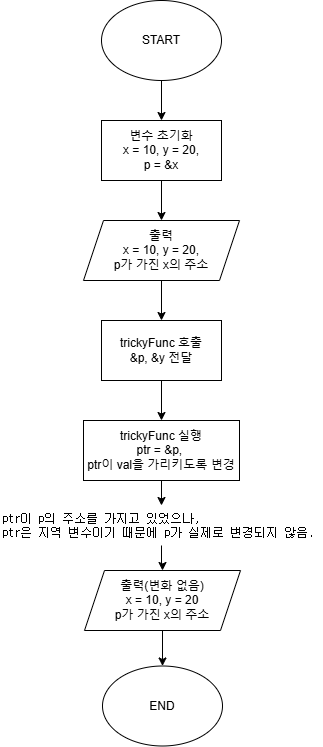 START
변수 초기화
x = 10, y = 20,
p = &x
출력
x = 10, y = 20,
p가 가진 x의 주소
trickyFunc 호출
&p, &y 전달
trickyFunc 실행
ptr = &p,
ptr이 val을 가리키도록 변경
ptr이 p의 주소를 가지고 있었으나,
ptr은 지역 변수이기 때문에 p가 실제로 변경되지 않음.
출력(변화 없음)
x = 10, y = 20
p가 가진 x의 주소
END